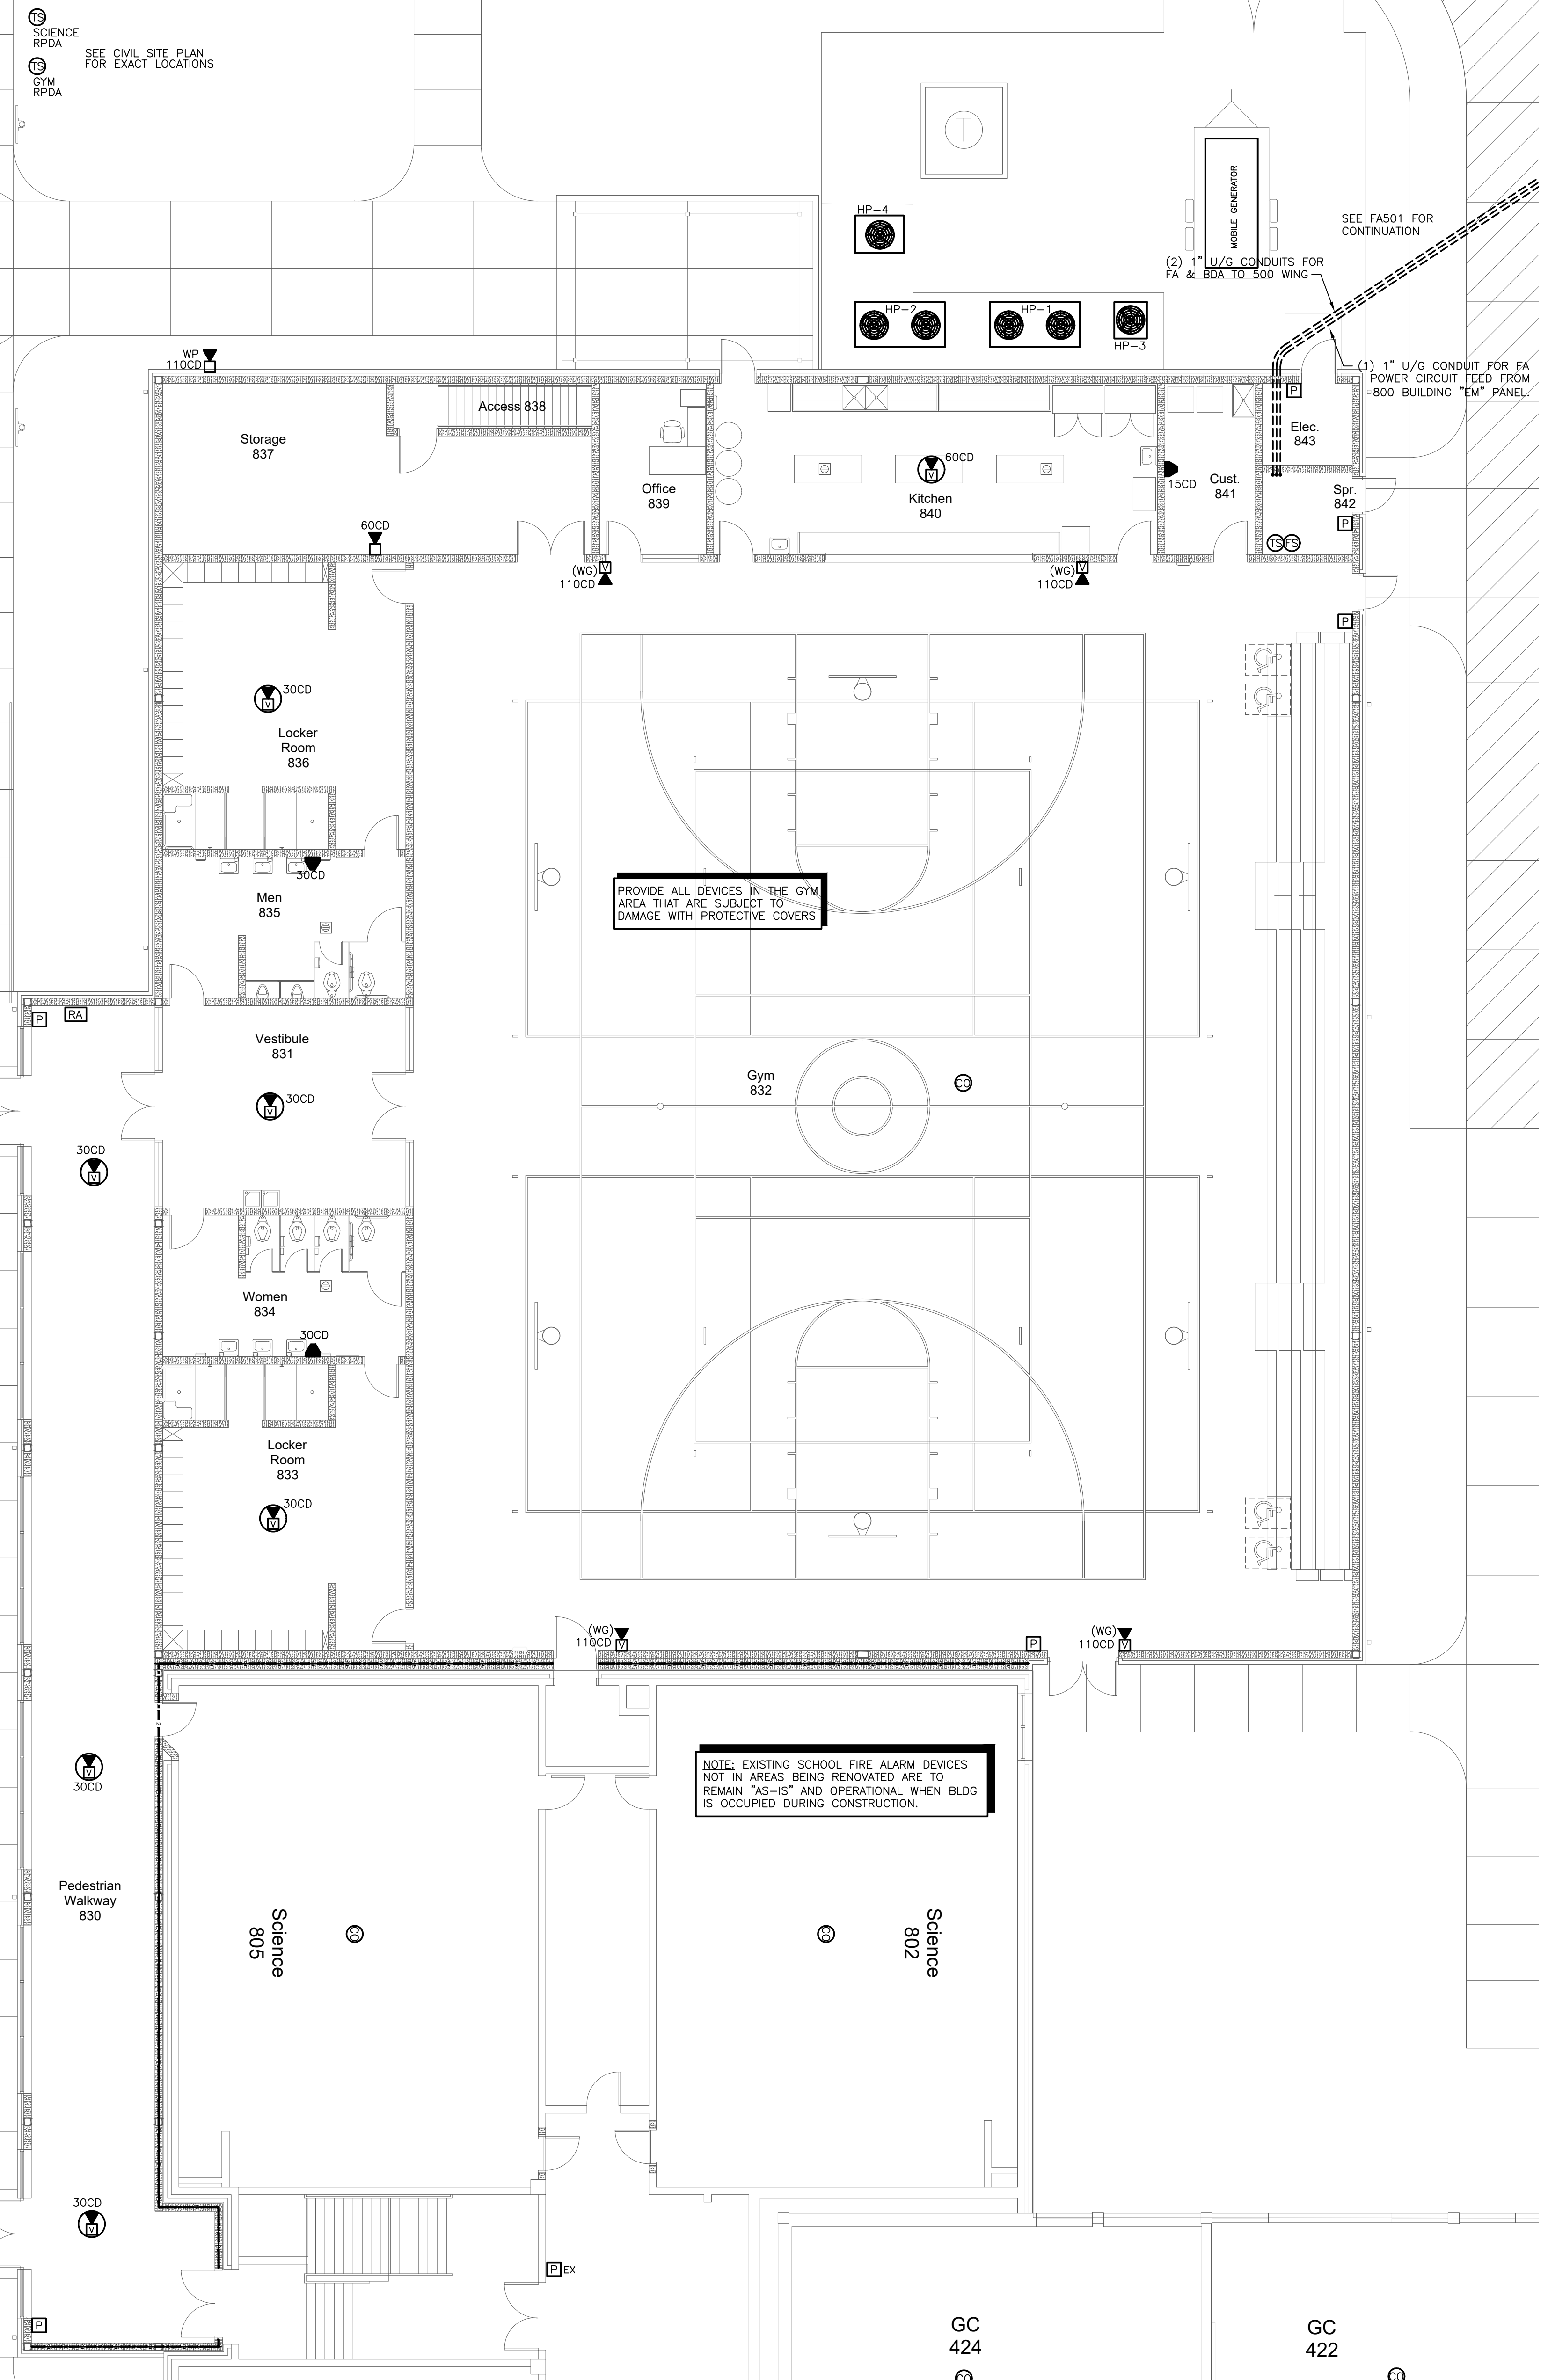 TS
SCIENCE
RPDA
TS
GYM
RPDA
SEE CIVIL SITE PLAN
FOR EXACT LOCATIONS
T
MOBILE GENERATOR
HP-4
HP-2
HP-1
HP-3
SEE FA501 FOR
CONTINUATION
(2) 1" U/G CONDUITS FOR
FA & BDA TO 500 WING
(1) 1" U/G CONDUIT FOR FA
POWER CIRCUIT FEED FROM
800 BUILDING "EM" PANEL.
WP
110CD
Storage
837
Access 838
Office
839
60CD
V
Kitchen
840
15CD
Cust.
841
P
Elec.
843
Spr.
842
P
TS
FS
60CD
(WG)
V
110CD
(WG)
V
110CD
P
30CD
V
Locker
Room
836
30CD
Men
835
PROVIDE ALL DEVICES IN THE GYM
AREA THAT ARE SUBJECT TO
DAMAGE WITH PROTECTIVE COVERS
P
RA
Vestibule
831
30CD
V
Gym
832
CO
30CD
V
Women
834
30CD
Locker
Room
833
30CD
V
(WG)
110CD
V
P
(WG)
110CD
V
V
30CD
NOTE: EXISTING SCHOOL FIRE ALARM DEVICES
NOT IN AREAS BEING RENOVATED ARE TO
REMAIN "AS-IS" AND OPERATIONAL WHEN BLDG
IS OCCUPIED DURING CONSTRUCTION.
Pedestrian
Walkway
830
Science
805
CO
CO
Science
802
30CD
V
P
P
EX
GC
424
CO
GC
422
CO